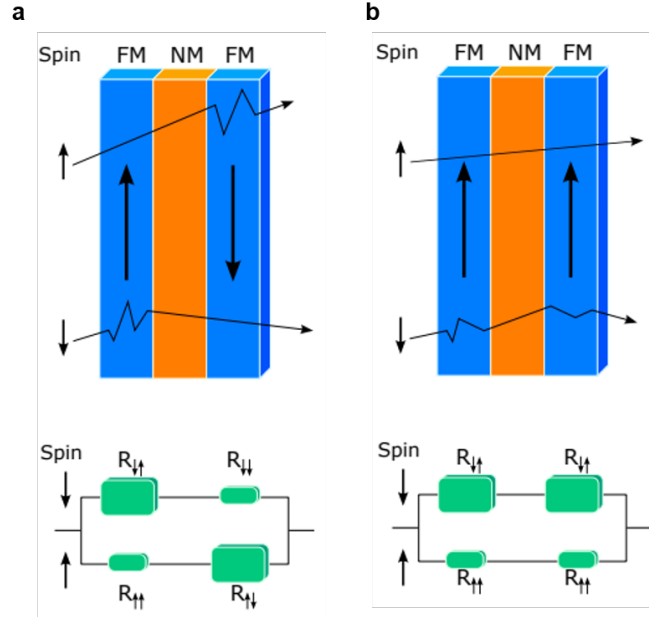 a
Spin FM NM FM
Spin
R↓↑ R↓↓
R↑↑ R↑↓
b
Spin FM NM FM
Spin
R↓↑ R↓↑
R↑↑ R↑↑